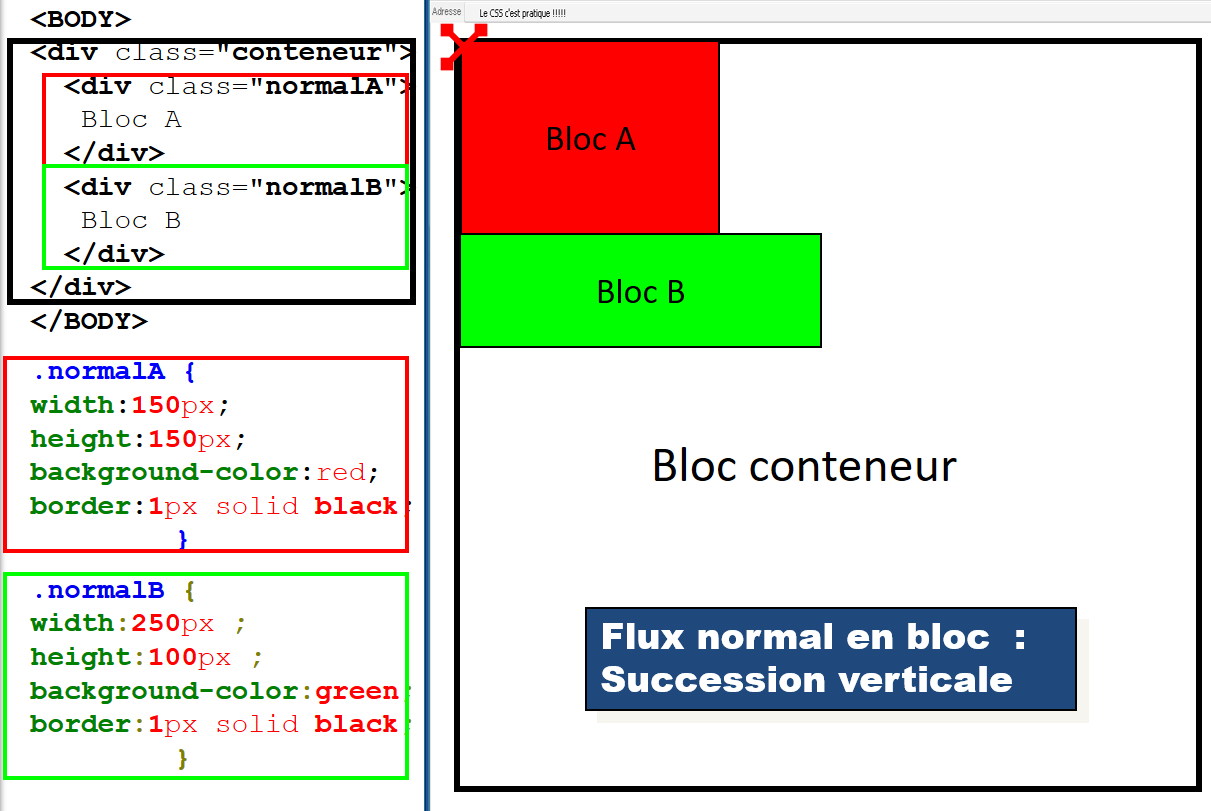 <BODY>
<div class="conteneur">
<div class="normalA">
Bloc A
</div>
<div class="normalB">
Bloc B
</div>
</div>
</BODY>
.normalA {
width:150px;
height:150px;
background-color:red;
border:1px solid black;
}
.normalB {
width:250px ;
height:100px ;
background-color:green;
border:1px solid black;
}
Adresse
Le CSS c'est pratique !!!!!
Bloc A
Bloc B
Bloc conteneur
Flux normal en bloc :
Succession verticale